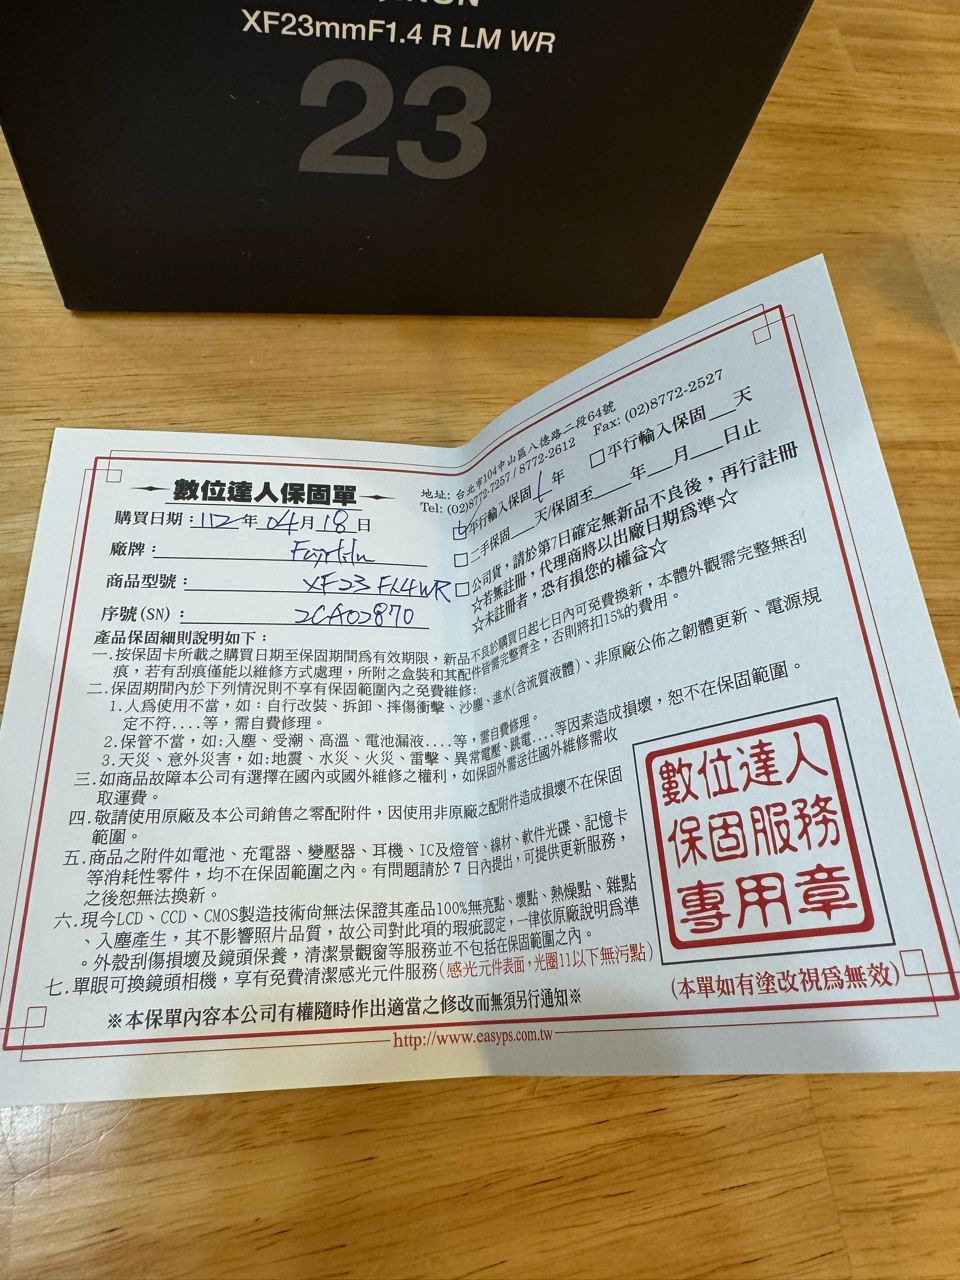 XF23mmF1.4 R LM WR
23
數位達人保固單
購買日期：112年04月18日
廠牌：Fujifilm
商品型號：XF23 F1.4WR
序號(SN)：2CA02870
地址: 台北市104中山區八德路二段64號
Tel: (02)8772-7257 / 8772-2612 Fax: (02)8772-2527
平行輸入保固1年 □平行輸入保固__天
□二手保固__天/保固至__年__月__日止
□公司貨，請於第7日確定無新品不良後，再行註冊
☆若無註冊，代理商將以出廠日期為準☆
☆未註冊者，恐有損您的權益☆
產品保固細則說明如下：
一.按保固卡所載之購買日期至保固期間為有效期限，新品不良於購買日起七日內可免費換新，本體外觀需完整無刮
痕，若有刮痕僅能以維修方式處理，所附之盒裝和其配件皆需完整齊全，否則將扣15%的費用。
二.保固期間內於下列情況則不享有保固範圍內之免費維修：
1.人為使用不當，如：自行改裝、拆卸、摔傷衝擊、沙塵、進水(含流質液體)、非原廠公佈之韌體更新、電源規
定不符....等，需自費修理。
2.保管不當，如:入塵、受潮、高溫、電池漏液....等，需自費修理。
3.天災、意外災害，如:地震、水災、火災、雷擊、異常電壓、跳電....等因素造成損壞，恕不在保固範圍。
三.如商品故障本公司有選擇在國內或國外維修之權利，如保固外需送往國外維修需收
取運費。
四.敬請使用原廠及本公司銷售之零配附件，因使用非原廠之配附件造成損壞不在保固
範圍。
五.商品之附件如電池、充電器、變壓器、耳機、IC及燈管、線材、軟件光碟、記憶卡
等消耗性零件，均不在保固範圍之內。有問題請於7日內提出，可提供更新服務，
之後恕無法換新。
六.現今LCD、CCD、CMOS製造技術尚無法保證其產品100%無亮點、壞點、熱燥點、雜點
、入塵產生，其不影響照片品質，故公司對此項的瑕疵認定，一律依原廠說明為準
。外殼刮傷損壞及鏡頭保養，清潔景觀窗等服務並不包括在保固範圍之內。
七.單眼可換鏡頭相機，享有免費清潔感光元件服務(感光元件表面，光圈11以下無污點)
※本保單內容本公司有權隨時作出適當之修改而無須另行通知※
數位達人
保固服務
專用章
(本單如有塗改視為無效)
http://www.easyps.com.tw